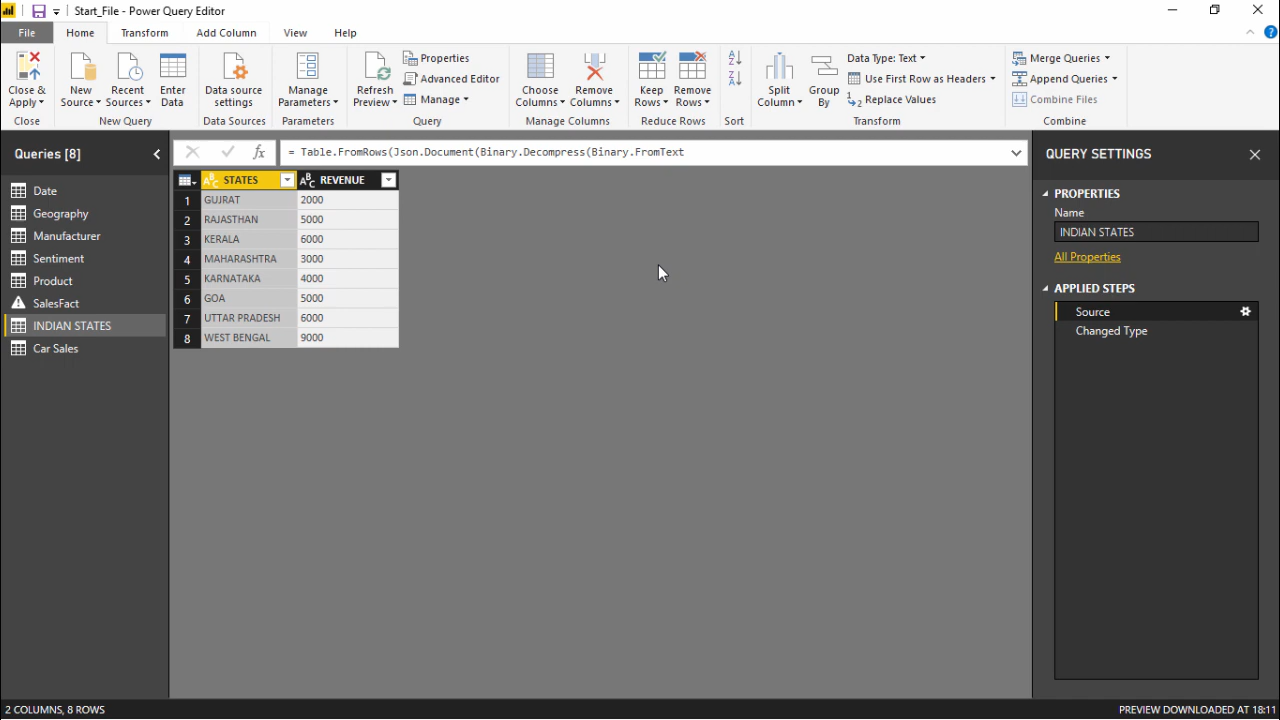 Start_File - Power Query Editor
File Home Transform Add Column View Help
Close & Apply
Close
New Source
Recent Sources
Enter Data
New Query
Data source settings
Data Sources
Manage Parameters
Parameters
Refresh Preview
Properties
Advanced Editor
Manage
Query
Choose Columns
Remove Columns
Manage Columns
Keep Rows
Remove Rows
Reduce Rows
Sort
Split Column
Group By
Data Type: Text
Use First Row as Headers
Replace Values
Transform
Merge Queries
Append Queries
Combine Files
Combine
Queries [8]
Date
Geography
Manufacturer
Sentiment
Product
SalesFact
INDIAN STATES
Car Sales
fx = Table.FromRows(Json.Document(Binary.Decompress(Binary.FromText
STATES REVENUE
1 GUJRAT 2000
2 RAJASTHAN 5000
3 KERALA 6000
4 MAHARASHTRA 3000
5 KARNATAKA 4000
6 GOA 5000
7 UTTAR PRADESH 6000
8 WEST BENGAL 9000
QUERY SETTINGS
PROPERTIES
Name
INDIAN STATES
All Properties
APPLIED STEPS
Source
Changed Type
2 COLUMNS, 8 ROWS
PREVIEW DOWNLOADED AT 18:11